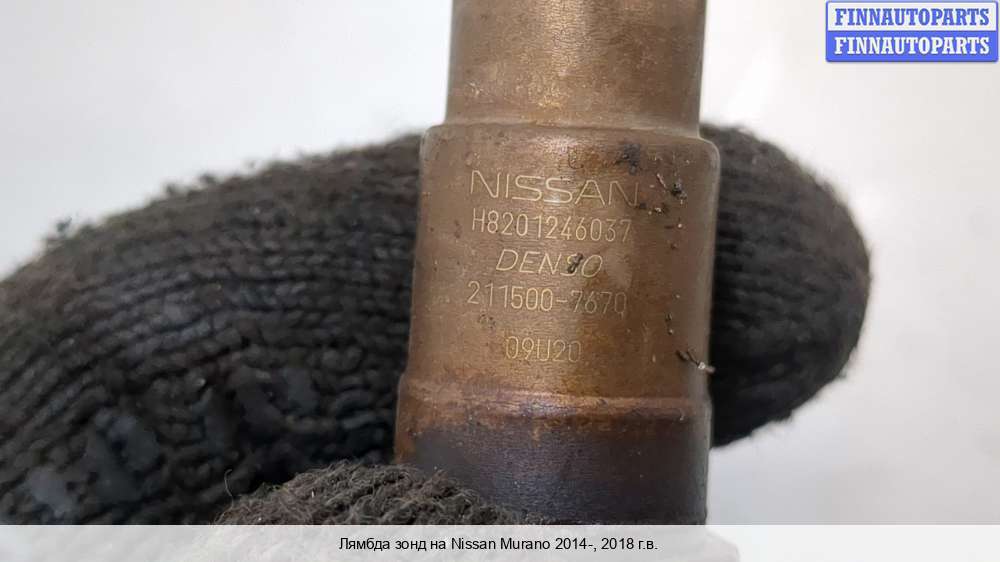 FINNAUTOPARTS
FINNAUTOPARTS
NISSAN
H8201246037
DENSO
211500-7670
09U20
Лямбда зонд на Nissan Murano 2014-, 2018 г.в.